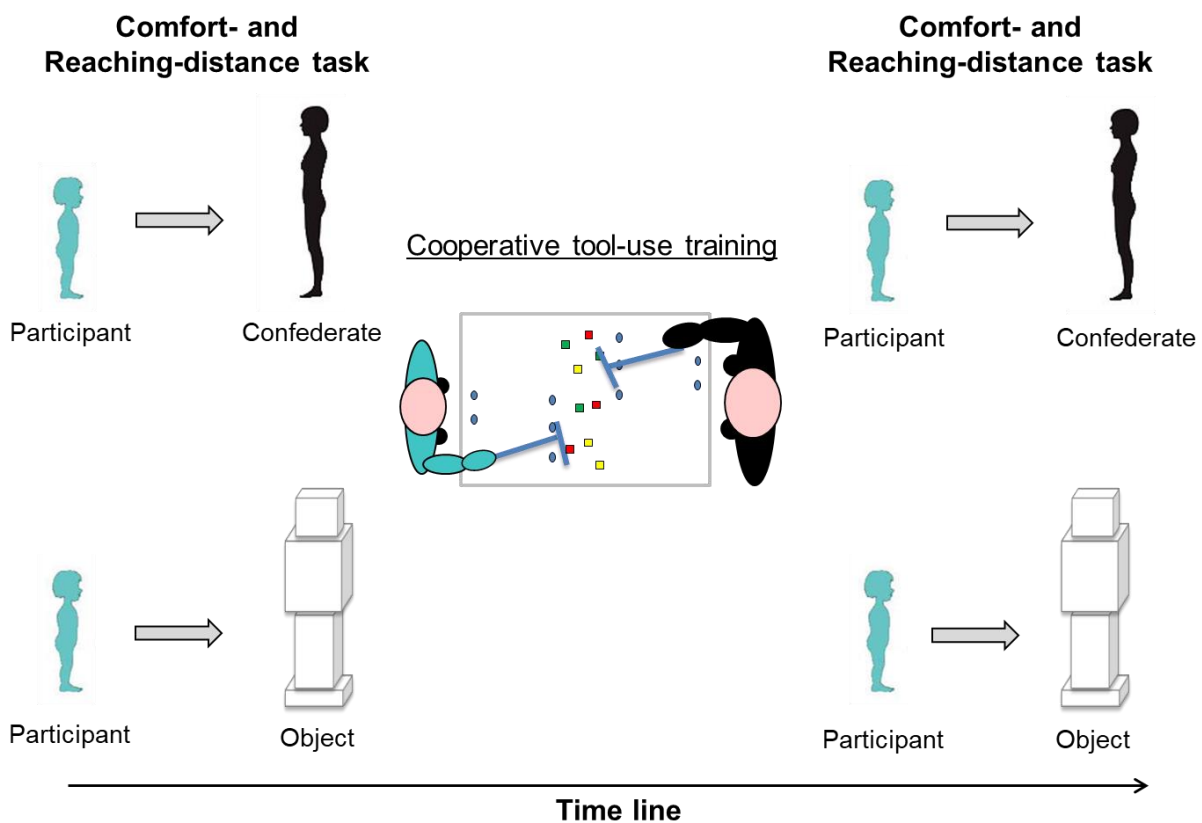 Comfort- and
Reaching-distance task
Comfort- and
Reaching-distance task
Participant
Confederate
Cooperative tool-use training
Participant
Confederate
Participant
Object
Participant
Object
Time line